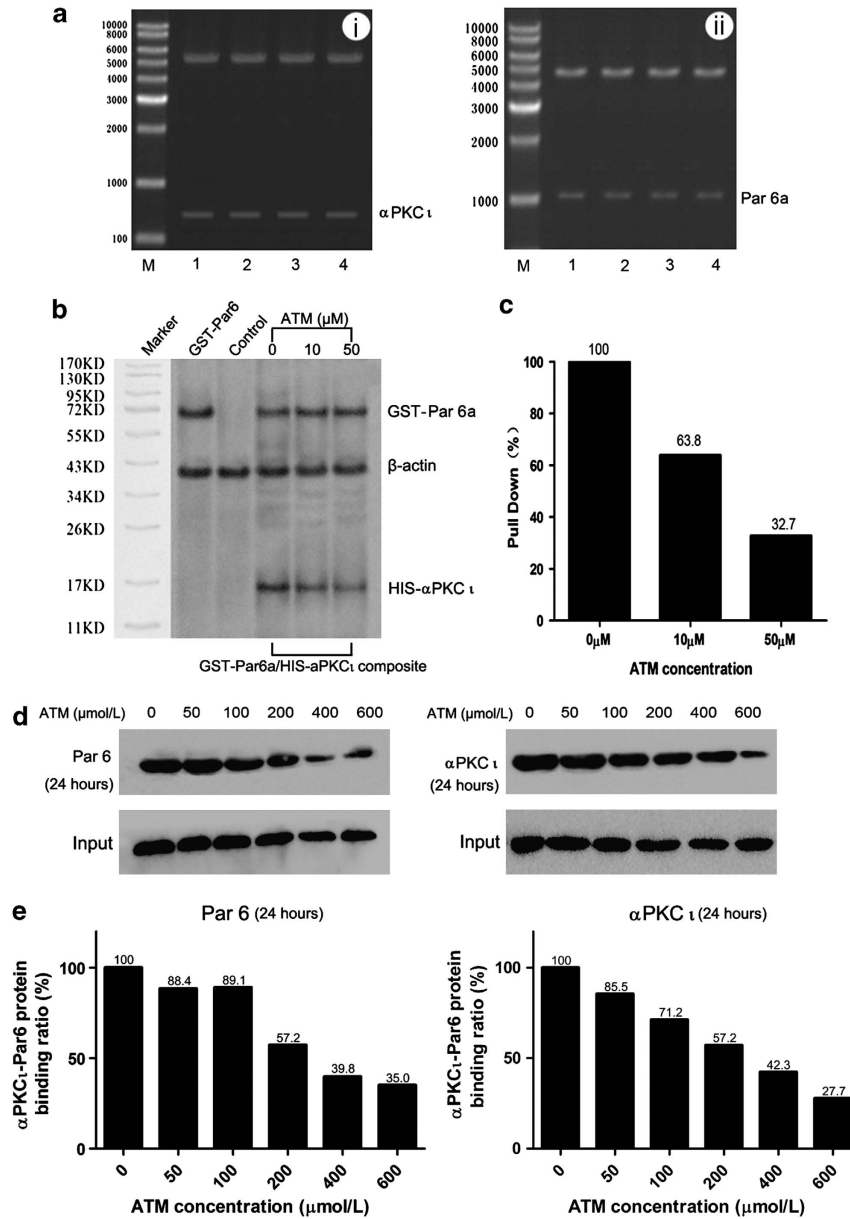 a
i
10000
8000
6000
5000
4000
3000
2000
1000
100
αPKC ι
M 1 2 3 4
ii
10000
8000
6000
5000
4000
3000
2000
1000
Par 6a
M 1 2 3 4
b
Marker GST-Par6 Control
ATM (μM)
0 10 50
170KD
130KD
95KD
72KD
55KD
43KD
34KD
26KD
17KD
11KD
GST-Par 6a
β-actin
HIS-αPKC ι
GST-Par6a/HIS-aPKCι composite
c
Pull Down (%)
100
80
60
40
20
0
100
63.8
32.7
0μM 10μM 50μM
ATM concentration
d
ATM (μmol/L) 0 50 100 200 400 600
Par 6
(24 hours)
Input
ATM (μmol/L) 0 50 100 200 400 600
αPKC ι
(24 hours)
Input
e
Par 6 (24 hours)
αPKCι-Par6 protein
binding ratio (%)
100
50
0
100
88.4
89.1
57.2
39.8
35.0
0 50 100 200 400 600
ATM concentration (μmol/L)
αPKC ι (24 hours)
αPKCι-Par6 protein
binding ratio (%)
100
50
0
100
85.5
71.2
57.2
42.3
27.7
0 50 100 200 400 600
ATM concentration (μmol/L)